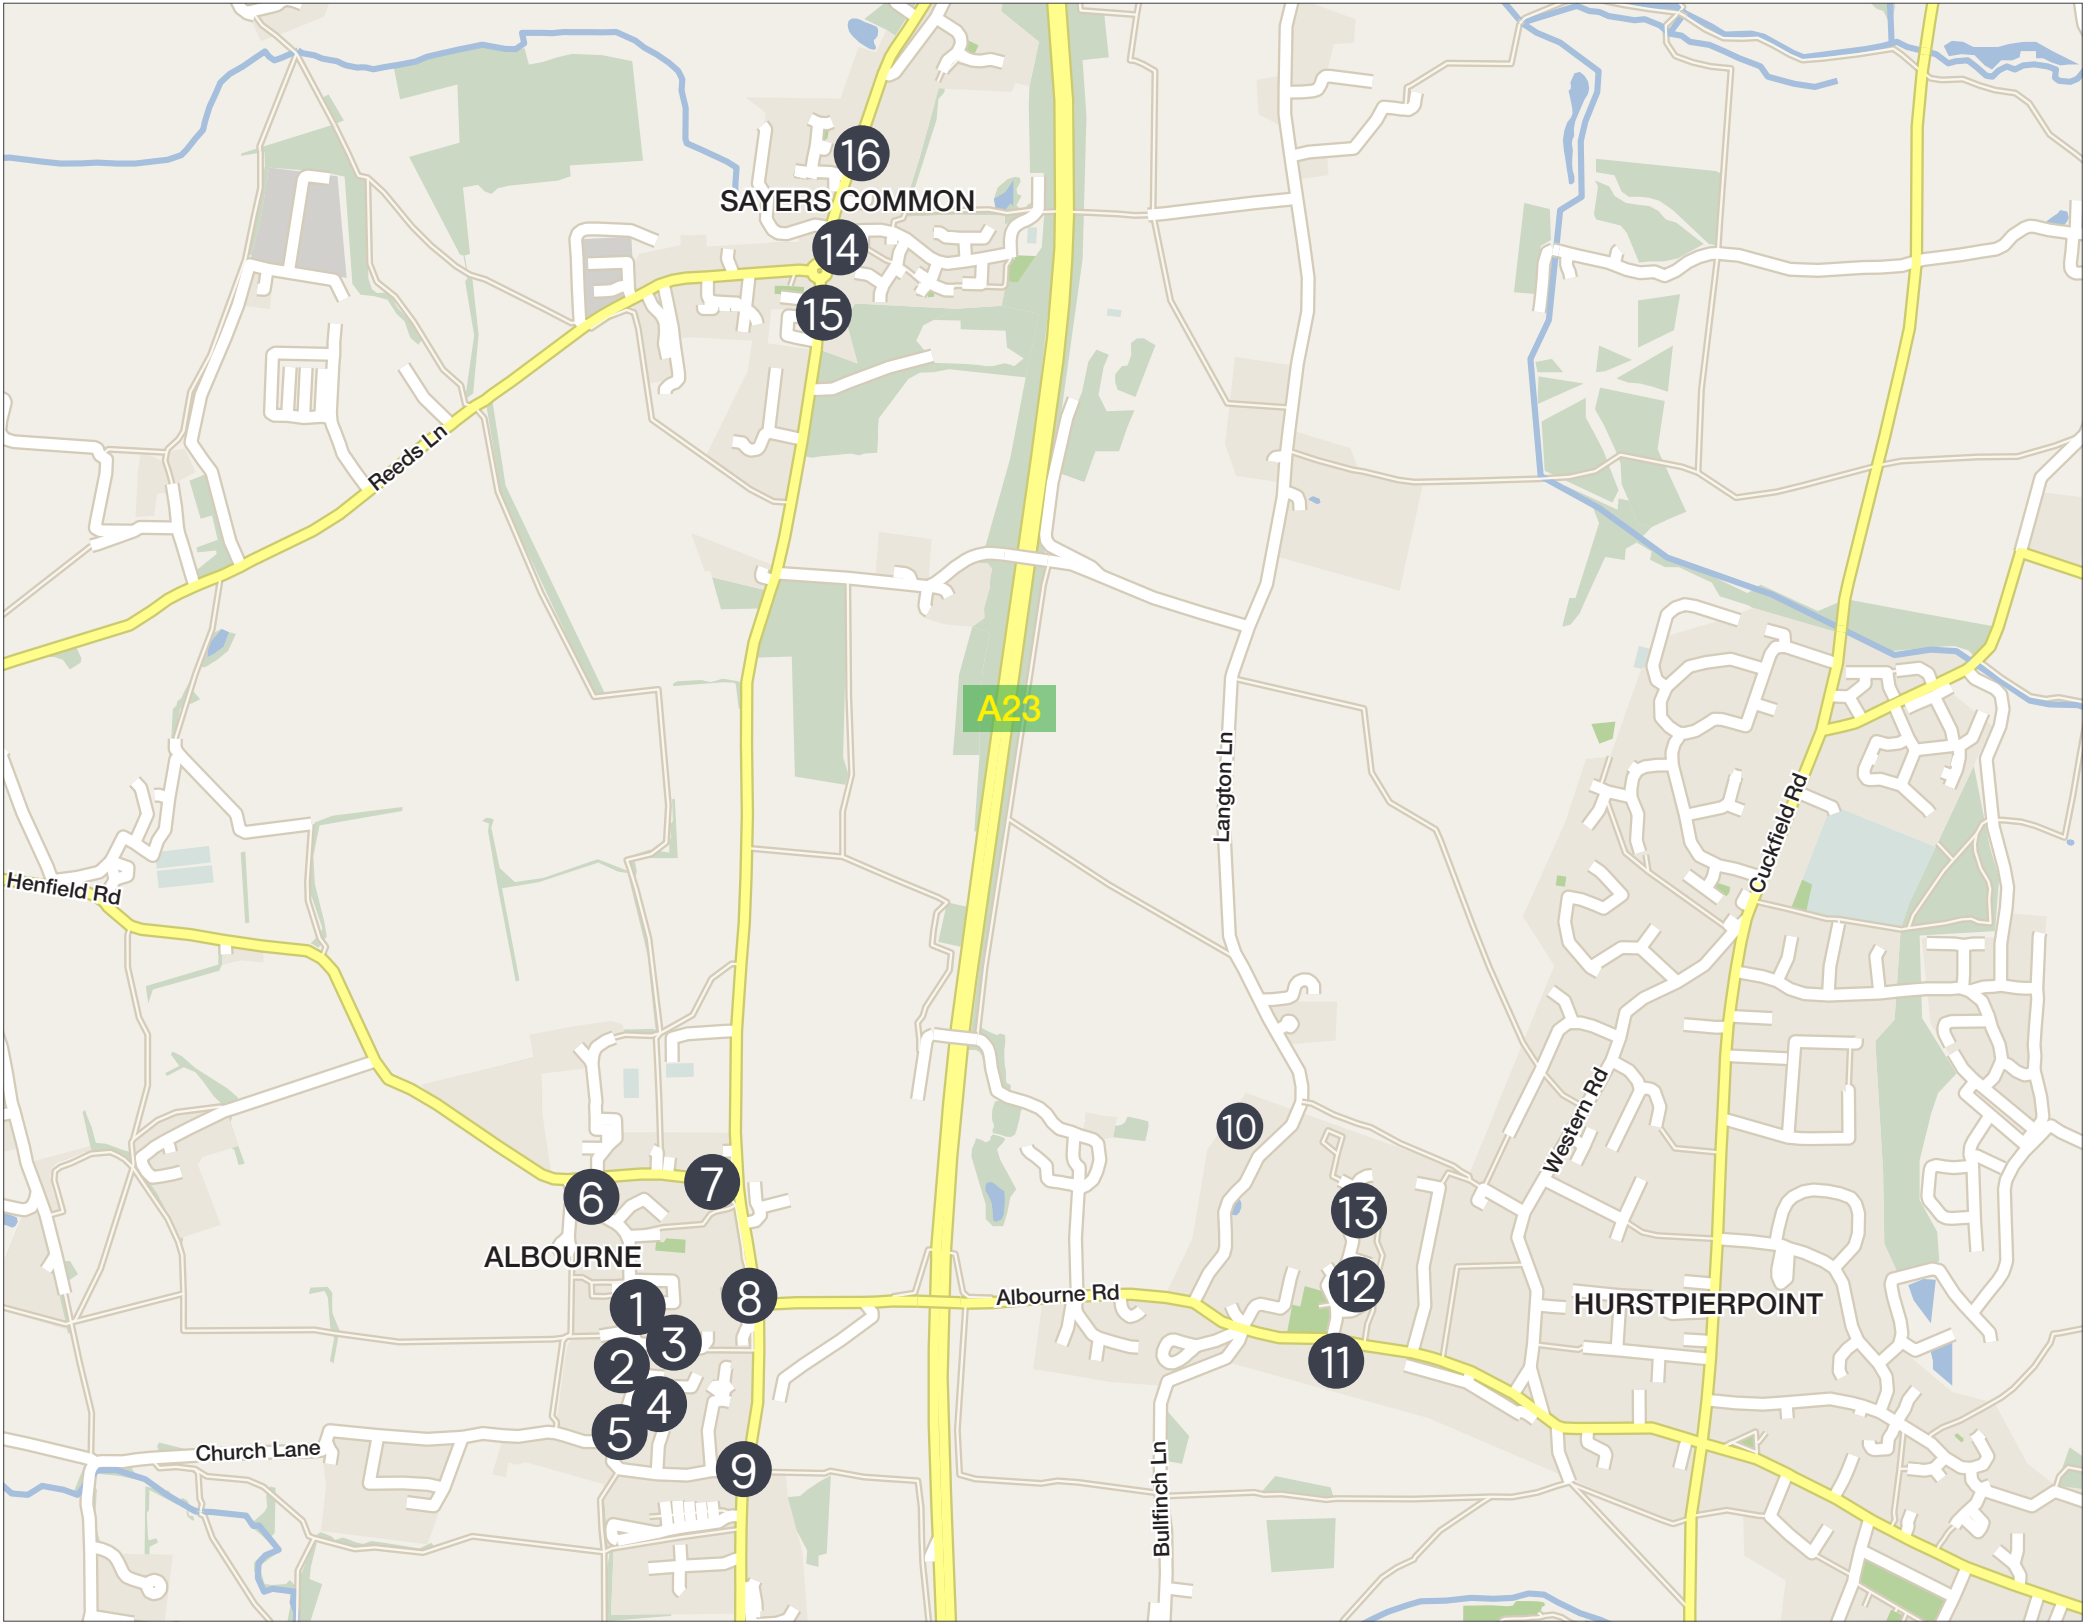 16
SAYERS COMMON
14
15
Reeds Ln
A23
Langton Ln
Cuckfield Rd
Henfield Rd
Western Rd
10
7
6
13
ALBOURNE
12
8
1
Albourne Rd
HURSTPIERPOINT
3
2
11
4
5
Church Lane
9
Bullfinch Ln